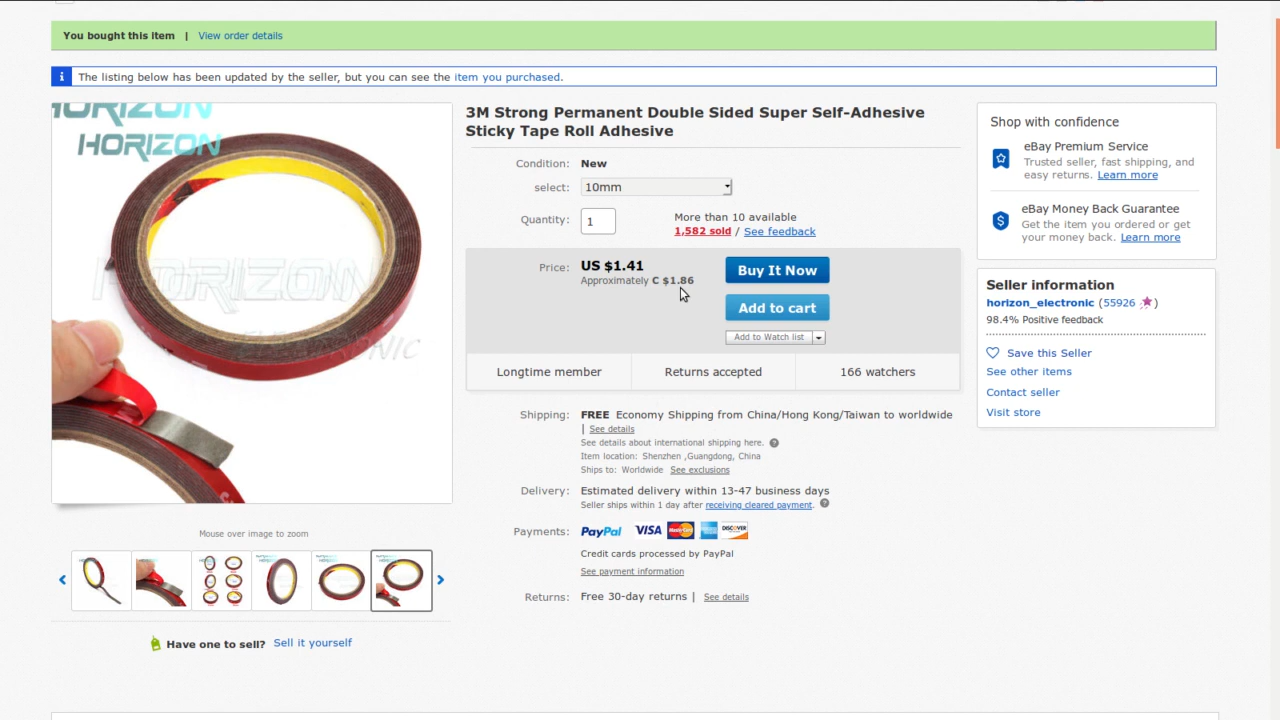 You bought this item | View order details
i The listing below has been updated by the seller, but you can see the item you purchased.
HORIZON
HORIZON
HORIZON
3M Strong Permanent Double Sided Super Self-Adhesive
Sticky Tape Roll Adhesive
Condition: New
select: 10mm
Quantity: 1
More than 10 available
1,582 sold / See feedback
Price: US $1.41
Approximately C $1.86
Buy It Now
Add to cart
Add to Watch list
Longtime member
Returns accepted
166 watchers
Shipping: FREE Economy Shipping from China/Hong Kong/Taiwan to worldwide
| See details
See details about international shipping here. ?
Item location: Shenzhen ,Guangdong, China
Ships to: Worldwide See exclusions
Delivery: Estimated delivery within 13-47 business days
Seller ships within 1 day after receiving cleared payment. ?
Payments: PayPal VISA MasterCard DISCOVER
Credit cards processed by PayPal
See payment information
Returns: Free 30-day returns | See details
Mouse over image to zoom
Have one to sell? Sell it yourself
Shop with confidence
eBay Premium Service
Trusted seller, fast shipping, and
easy returns. Learn more
eBay Money Back Guarantee
Get the item you ordered or get
your money back. Learn more
Seller information
horizon_electronic (55926 )
98.4% Positive feedback
Save this Seller
See other items
Contact seller
Visit store